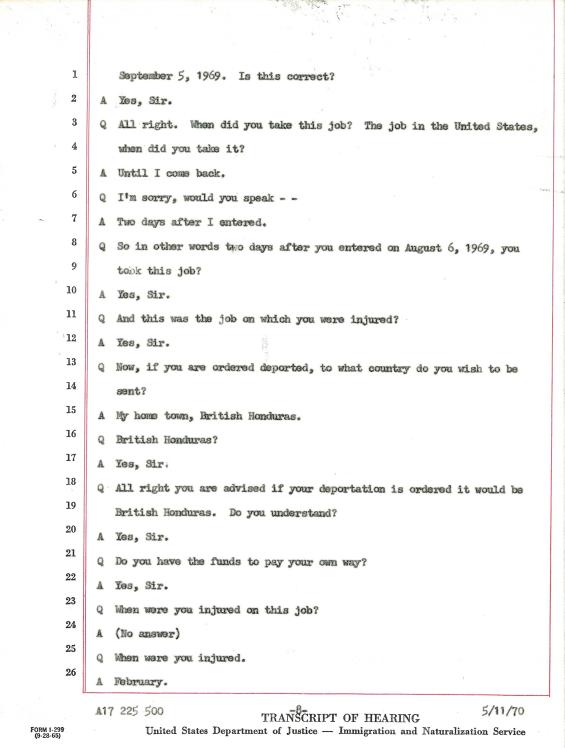 1 September 5, 1969. Is this correct?
2 A Yes, Sir.
3 Q All right. When did you take this job? The job in the United States,
4 when did you take it?
5 A Until I come back.
6 Q I'm sorry, would you speak - -
7 A Two days after I entered.
8 Q So in other words two days after you entered on August 6, 1969, you
9 took this job?
10 A Yes, Sir.
11 Q And this was the job on which you were injured?
12 A Yes, Sir.
13 Q Now, if you are ordered deported, to what country do you wish to be
14 sent?
15 A My home town, British Honduras.
16 Q British Honduras?
17 A Yes, Sir.
18 Q All right you are advised if your deportation is ordered it would be
19 British Honduras. Do you understand?
20 A Yes, Sir.
21 Q Do you have the funds to pay your own way?
22 A Yes, Sir.
23 Q When were you injured on this job?
24 A (No answer)
25 Q When were you injured.
26 A February.
A17 225 500 -8- 5/11/70
TRANSCRIPT OF HEARING
FORM I-299
(9-28-65)
United States Department of Justice — Immigration and Naturalization Service